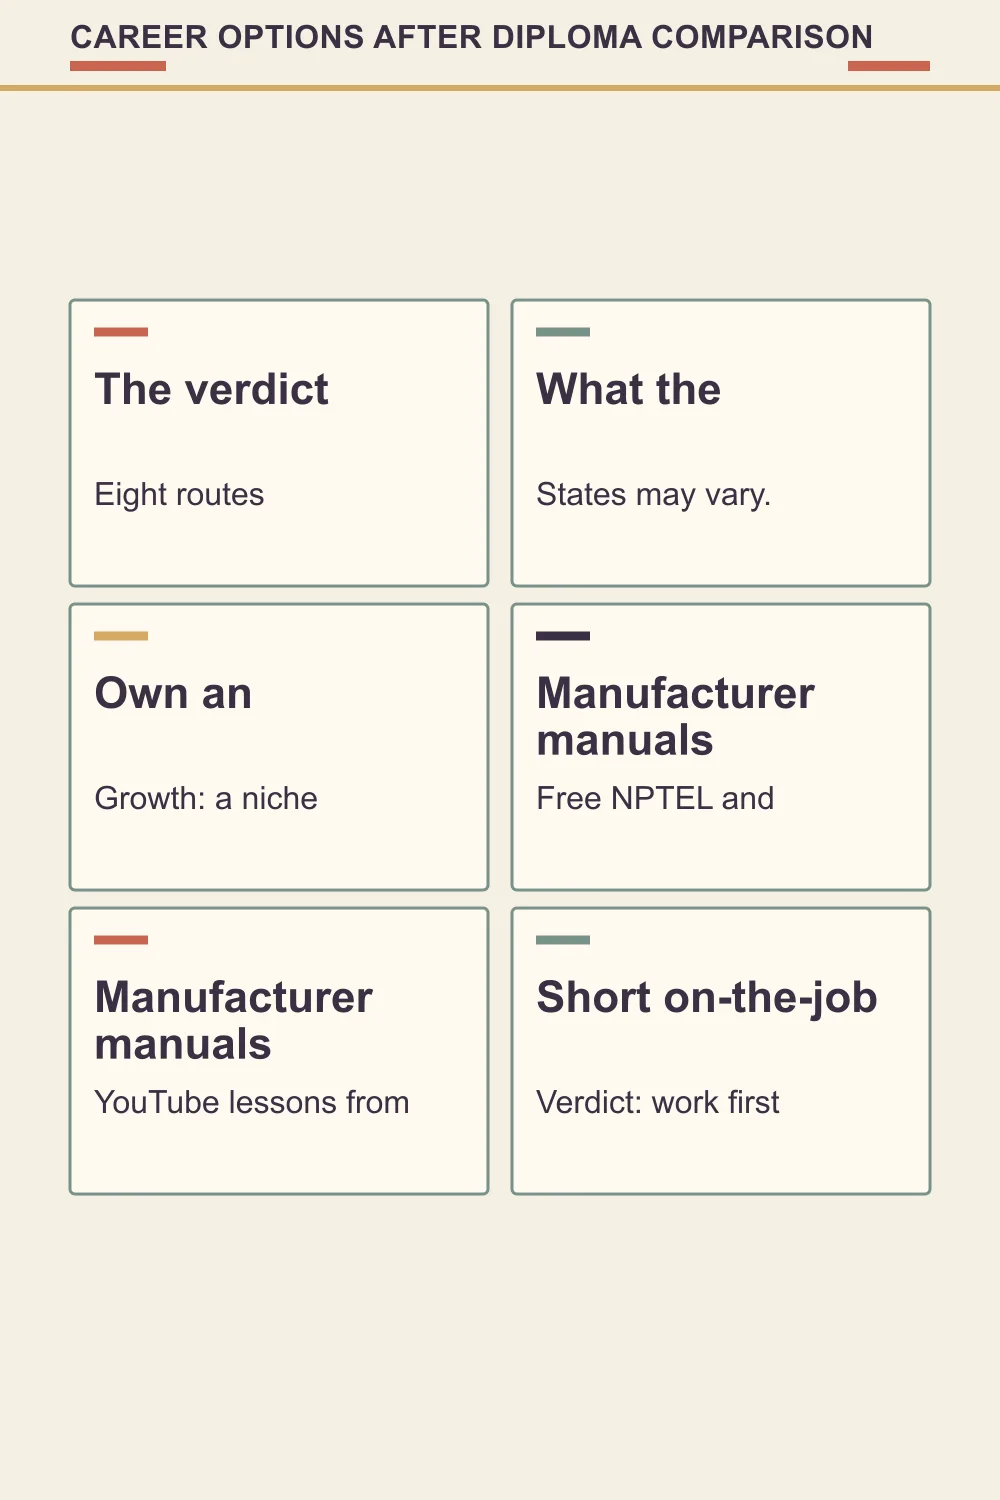 CAREER OPTIONS AFTER DIPLOMA COMPARISON
The verdict
Eight routes
What the
States may vary.
Own an
Growth: a niche
Manufacturer
manuals
Free NPTEL and
Manufacturer
manuals
YouTube lessons from
Short on-the-job
Verdict: work first